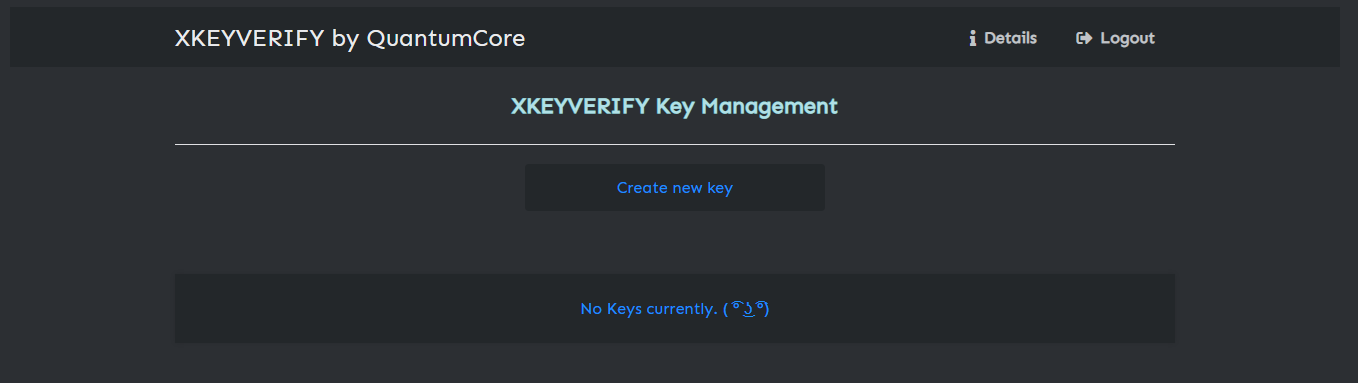 XKEYVERIFY by QuantumCore
Details
Logout
XKEYVERIFY Key Management
Create new key
No Keys currently. ( ͡° ͜ʖ ͡°)